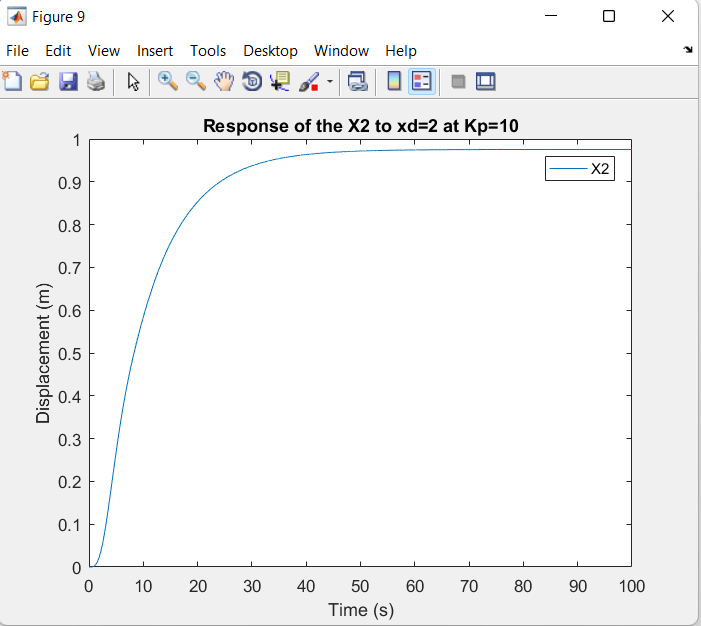 Figure 9
File Edit View Insert Tools Desktop Window Help
Response of the X2 to xd=2 at Kp=10
1
0.9
0.8
0.7
0.6
0.5
0.4
0.3
0.2
0.1
0
Displacement (m)
X2
0 10 20 30 40 50 60 70 80 90 100
Time (s)